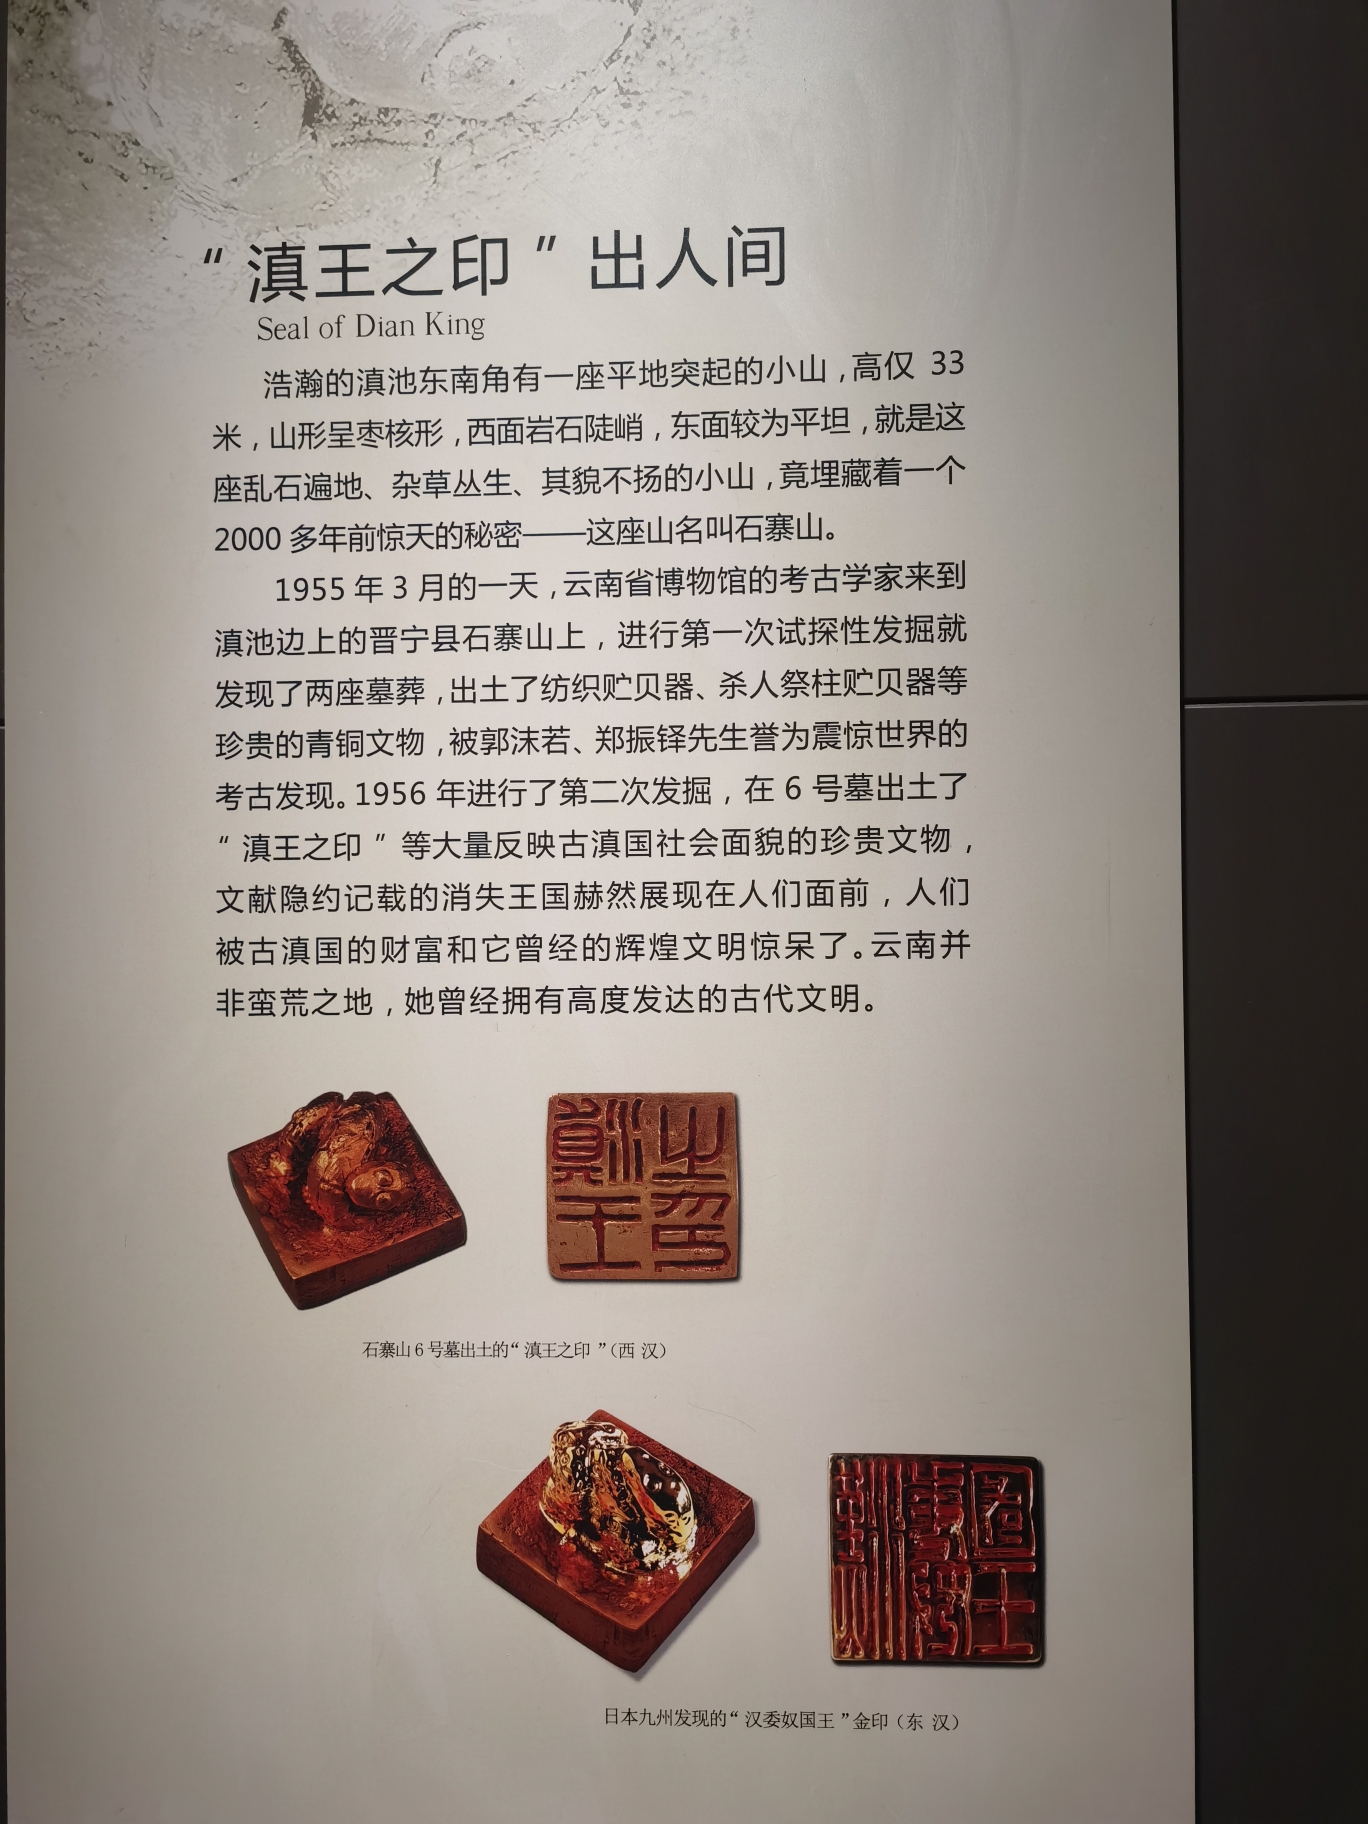 “滇王之印”出人间
Seal of Dian King
浩瀚的滇池东南角有一座平地突起的小山，高仅 33
米，山形呈枣核形，西面岩石陡峭，东面较为平坦，就是这
座乱石遍地、杂草丛生、其貌不扬的小山，竟埋藏着一个
2000 多年前惊天的秘密——这座山名叫石寨山。
1955 年 3 月的一天，云南省博物馆的考古学家来到
滇池边上的晋宁县石寨山上，进行第一次试探性发掘就
发现了两座墓葬，出土了纺织贮贝器、杀人祭柱贮贝器等
珍贵的青铜文物，被郭沫若、郑振铎先生誉为震惊世界的
考古发现。1956 年进行了第二次发掘，在 6 号墓出土了
“滇王之印”等大量反映古滇国社会面貌的珍贵文物，
文献隐约记载的消失王国赫然展现在人们面前，人们
被古滇国的财富和它曾经的辉煌文明惊呆了。云南并
非蛮荒之地，她曾经拥有高度发达的古代文明。
滇王之印
石寨山 6 号墓出土的“滇王之印”（西 汉）
漢委奴國王
日本九州发现的“汉委奴国王”金印（东 汉）